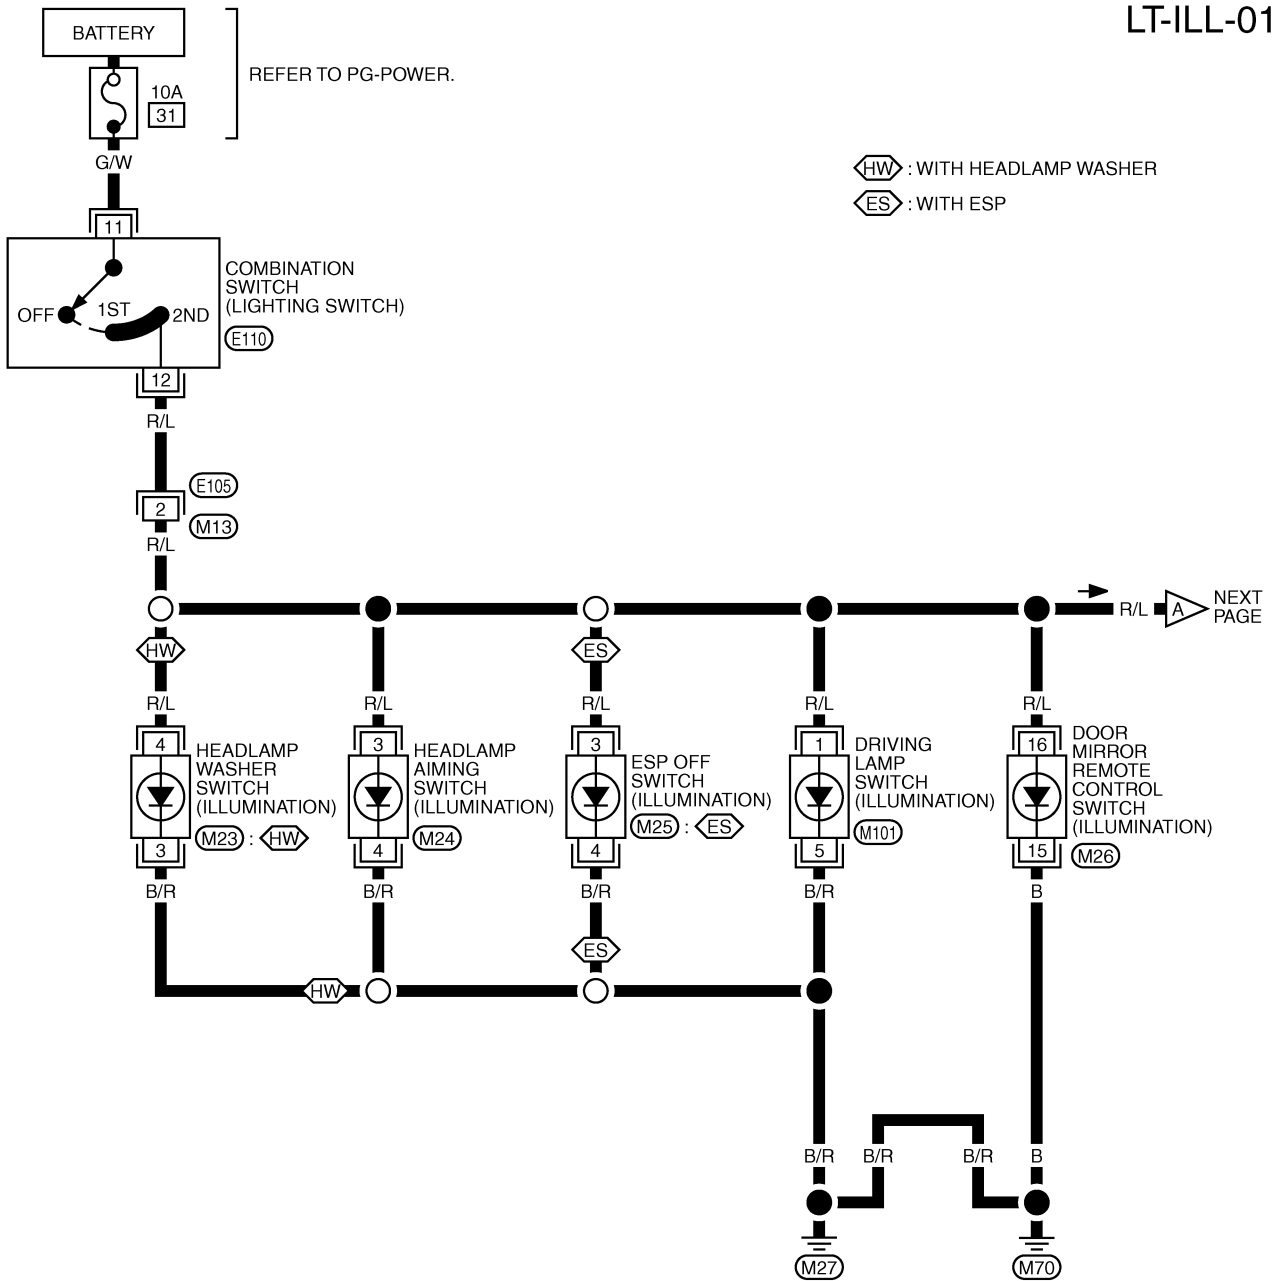 LT-ILL-01
BATTERY
REFER TO PG-POWER.
10A
31
G/W
HW : WITH HEADLAMP WASHER
ES : WITH ESP
11
COMBINATION
SWITCH
(LIGHTING SWITCH)
E110
OFF
1ST
2ND
12
R/L
E105
2
M13
R/L
R/L
A
NEXT
PAGE
HW
ES
R/L
R/L
R/L
R/L
R/L
4
HEADLAMP
WASHER
SWITCH
(ILLUMINATION)
M23 : HW
3
3
HEADLAMP
AIMING
SWITCH
(ILLUMINATION)
M24
4
3
ESP OFF
SWITCH
(ILLUMINATION)
M25 : ES
4
1
DRIVING
LAMP
SWITCH
(ILLUMINATION)
M101
5
16
DOOR
MIRROR
REMOTE
CONTROL
SWITCH
(ILLUMINATION)
M26
15
B/R
B/R
B/R
B/R
B
ES
HW
B/R
B/R
B/R
B
M27
M70